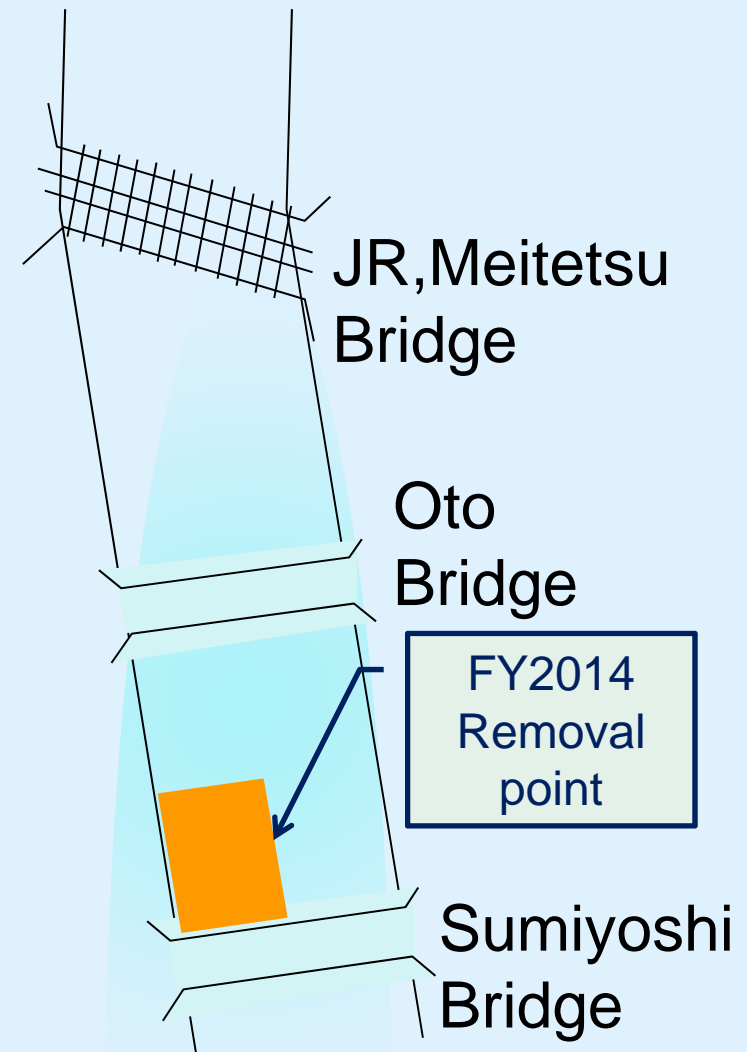 JR,Meitetsu
Bridge
Oto
Bridge
FY2014
Removal
point
Sumiyoshi
Bridge